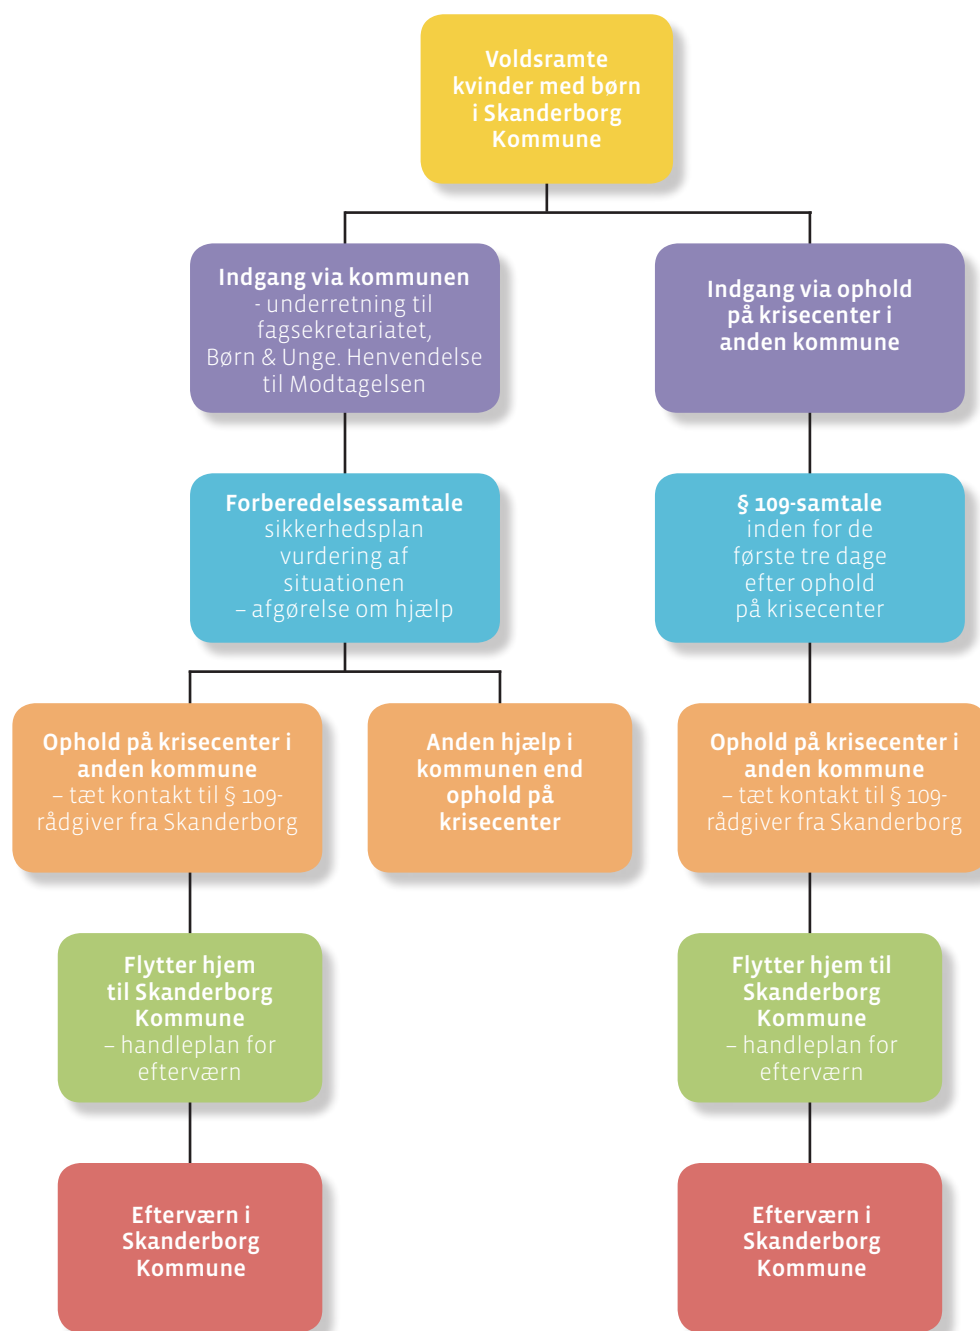 Voldsramte
kvinder med børn
i Skanderborg
Kommune
Indgang via kommunen
- underretning til
fagsekretariatet,
Børn & Unge. Henvendelse
til Modtagelsen
Indgang via ophold
på krisecenter i
anden kommune
Forberedelsessamtale
sikkerhedsplan
vurdering af
situationen
– afgørelse om hjælp
§ 109-samtale
inden for de
første tre dage
efter ophold
på krisecenter
Ophold på krisecenter i
anden kommune
– tæt kontakt til § 109-
rådgiver fra Skanderborg
Anden hjælp i
kommunen end
ophold på
krisecenter
Ophold på krisecenter i
anden kommune
– tæt kontakt til § 109-
rådgiver fra Skanderborg
Flytter hjem
til Skanderborg
Kommune
– handleplan for
efterværn
Flytter hjem til
Skanderborg
Kommune
– handleplan for
efterværn
Efterværn i
Skanderborg
Kommune
Efterværn i
Skanderborg
Kommune